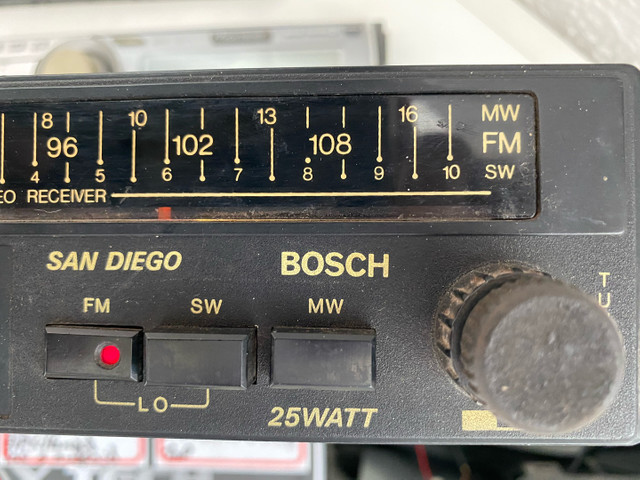 8 10 13 16 MW
96 102 108 FM
4 5 6 7 8 9 10 SW
EO RECEIVER
SAN DIEGO BOSCH
FM SW MW
TU
LO
25WATT